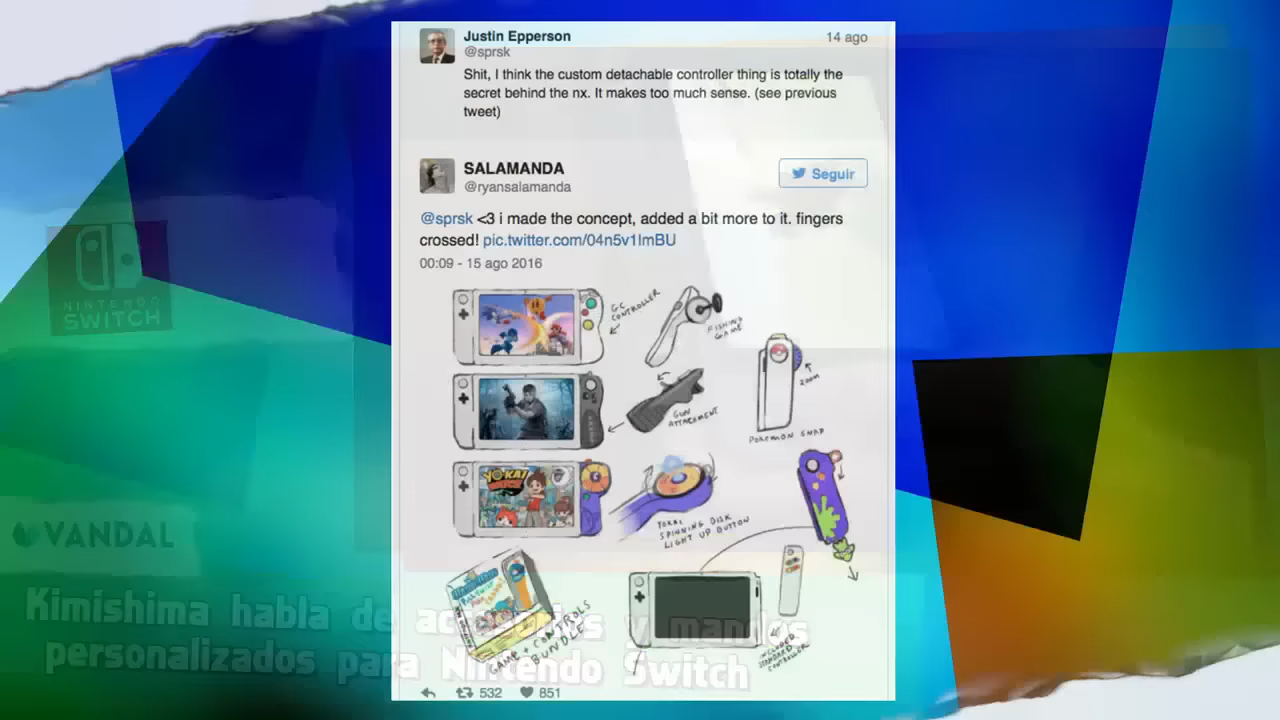 Justin Epperson
14 ago
@sprsk
Shit, I think the custom detachable controller thing is totally the
secret behind the nx. It makes too much sense. (see previous
tweet)
SALAMANDA
Seguir
@ryansalamanda
@sprsk <3 i made the concept, added a bit more to it. fingers
crossed! pic.twitter.com/04n5v1lmBU
00:09 - 15 ago 2016
GC
CONTROLLER
FISHING
GAME
ZOOM
GUN
ATTACHMENT
POKEMON SNAP
YO-KAI
WATCH
YOKAI
SPINNING DISK
LIGHT UP BUTTON
GAME + CONTROLS
BUNDLE
INCLUDED
STANDARD
CONTROLLER
532
851
NINTENDO
SWITCH
VANDAL
Kimishima habla de accesorios y mandos
personalizados para Nintendo Switch